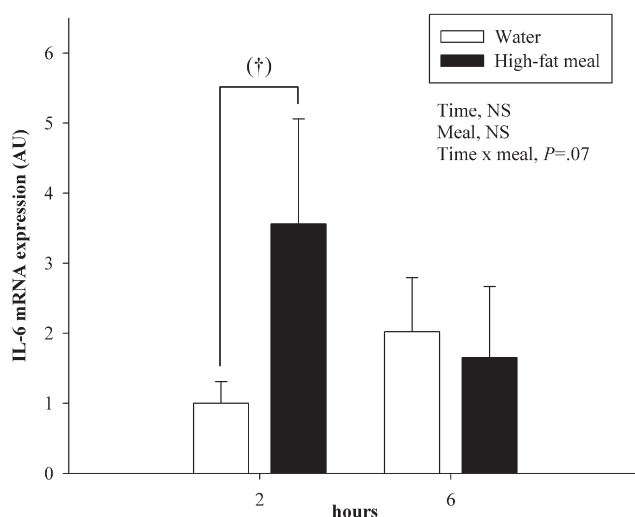 Water
High-fat meal
Time, NS
Meal, NS
Time x meal, P=.07
(†)
IL-6 mRNA expression (AU)
6
5
4
3
2
1
0
2
6
hours